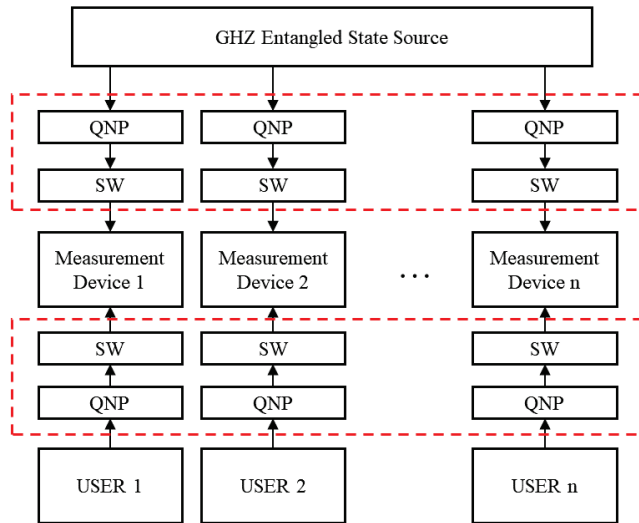 GHZ Entangled State Source
QNP QNP QNP
SW SW SW
Measurement Measurement Measurement
Device 1 Device 2 ... Device n
SW SW SW
QNP QNP QNP
USER 1 USER 2 USER n